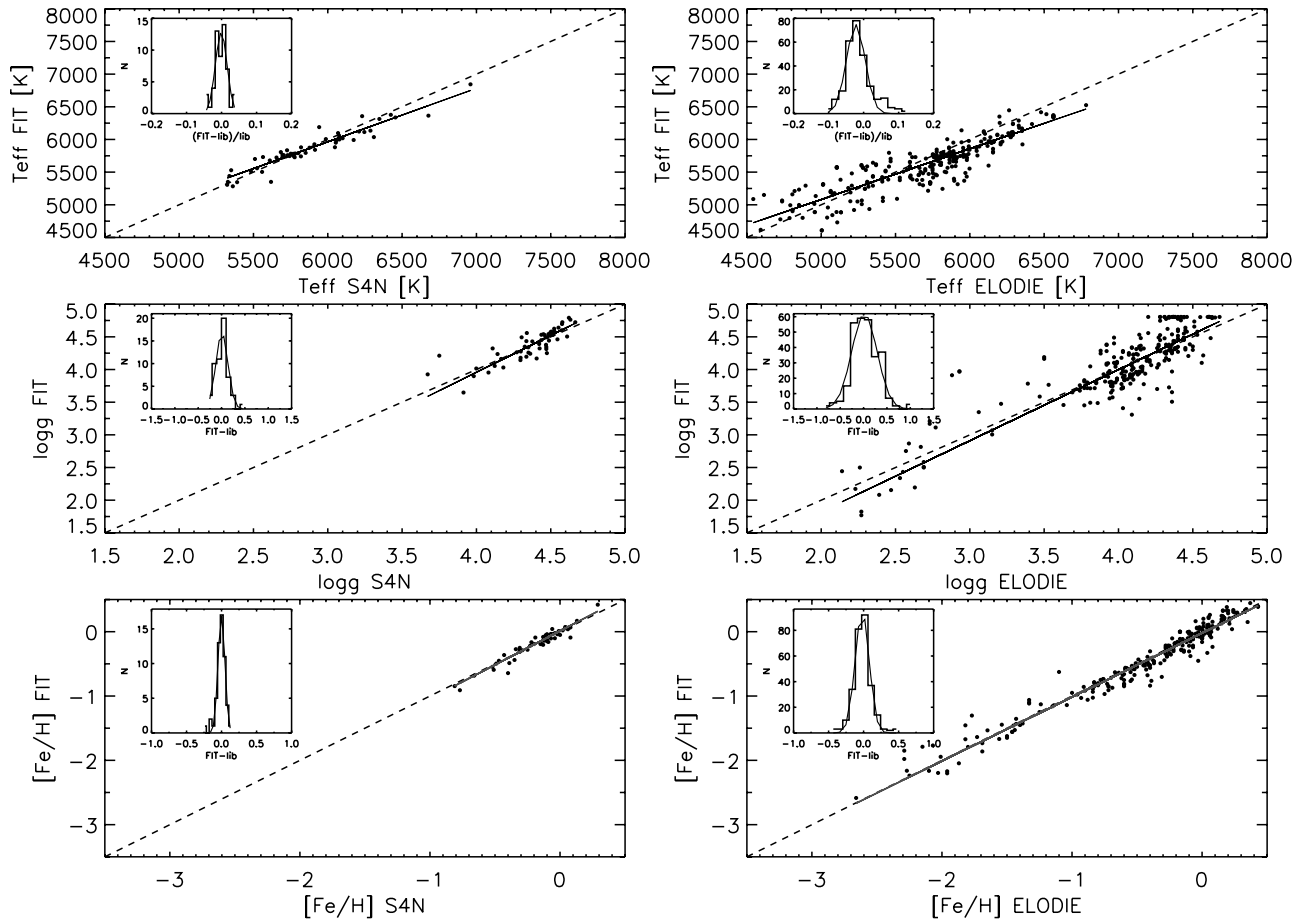 8000
7500
7000
6500
6000
5500
5000
4500
Teff FIT [K]
4500 5000 5500 6000 6500 7000 7500 8000
Teff S4N [K]
15
10
5
0
N
-0.2 -0.1 0.0 0.1 0.2
(FIT-lib)/lib
8000
7500
7000
6500
6000
5500
5000
4500
Teff FIT [K]
4500 5000 5500 6000 6500 7000 7500 8000
Teff ELODIE [K]
80
60
40
20
0
N
-0.2 -0.1 0.0 0.1 0.2
(FIT-lib)/lib
5.0
4.5
4.0
3.5
3.0
2.5
2.0
1.5
logg FIT
1.5 2.0 2.5 3.0 3.5 4.0 4.5 5.0
logg S4N
20
15
10
5
0
N
-1.5 -1.0 -0.5 0.0 0.5 1.0 1.5
FIT-lib
5.0
4.5
4.0
3.5
3.0
2.5
2.0
1.5
logg FIT
1.5 2.0 2.5 3.0 3.5 4.0 4.5 5.0
logg ELODIE
60
50
40
30
20
10
0
N
-1.5 -1.0 -0.5 0.0 0.5 1.0 1.5
FIT-lib
0
-1
-2
-3
[Fe/H] FIT
-3 -2 -1 0
[Fe/H] S4N
15
10
5
0
N
-1.0 -0.5 0.0 0.5 1.0
FIT-lib
0
-1
-2
-3
[Fe/H] FIT
-3 -2 -1 0
[Fe/H] ELODIE
80
60
40
20
0
N
-1.0 -0.5 0.0 0.5 1.0
FIT-lib